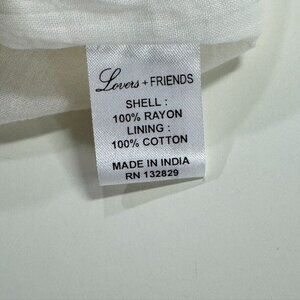 Lovers + FRIENDS
SHELL :
100% RAYON
LINING :
100% COTTON
MADE IN INDIA
RN 132829